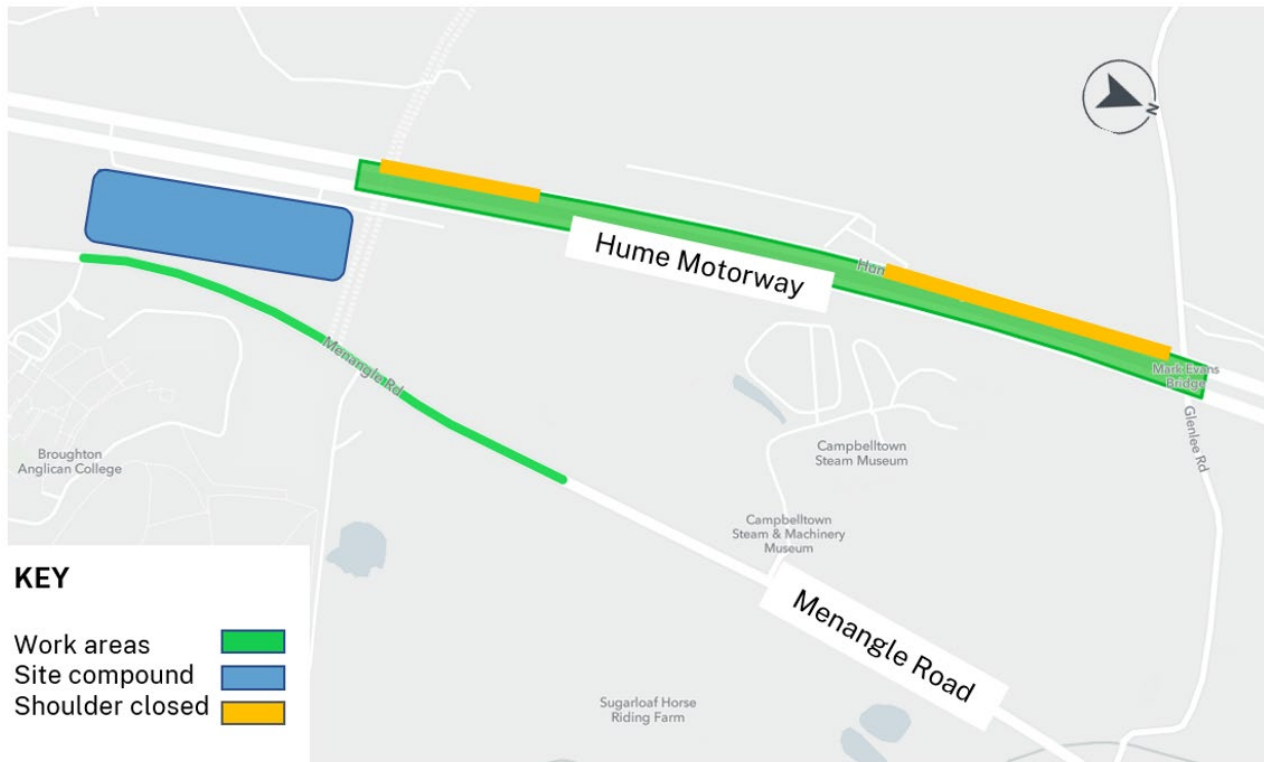 N
Hume Motorway
Mark Evans
Bridge
Glenlee Rd
Menangle Rd
Campbelltown
Steam Museum
Broughton
Anglican College
Campbelltown
Steam & Machinery
Museum
Menangle Road
Sugarloaf Horse
Riding Farm
KEY
Work areas
Site compound
Shoulder closed